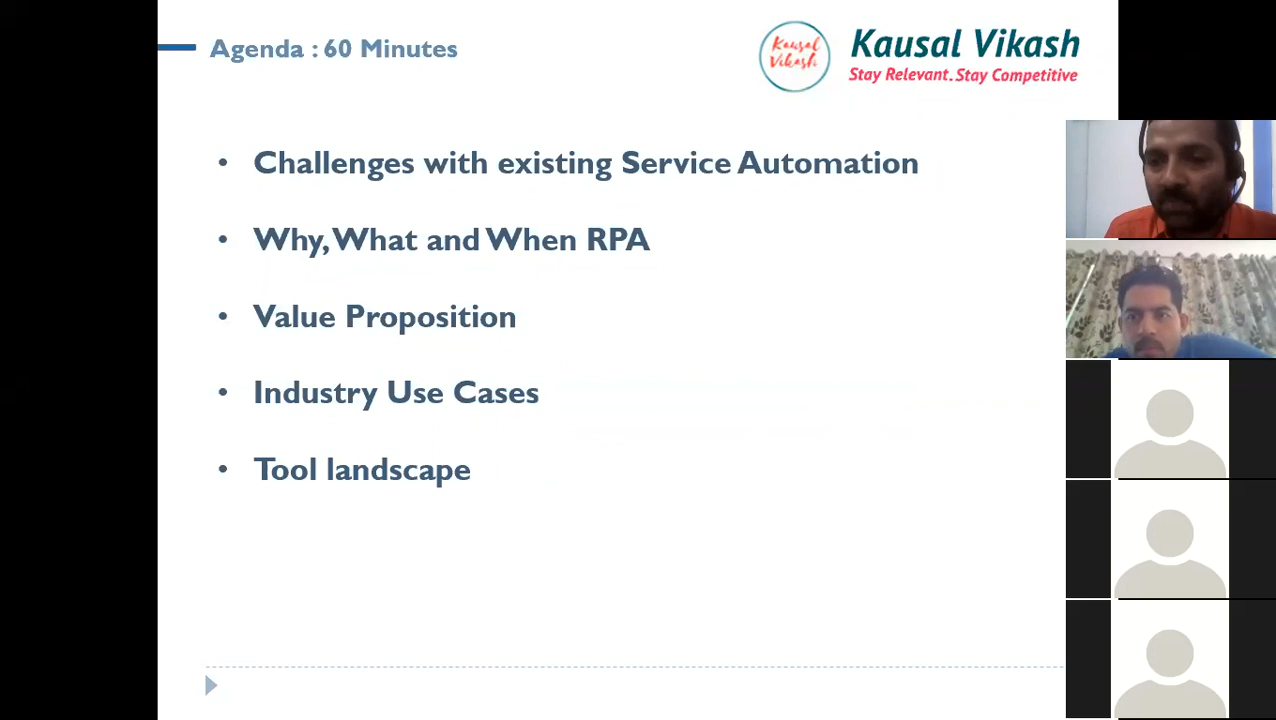 Agenda : 60 Minutes
Kausal Vikash
Kausal Vikash
Stay Relevant. Stay Competitive
• Challenges with existing Service Automation
• Why, What and When RPA
• Value Proposition
• Industry Use Cases
• Tool landscape